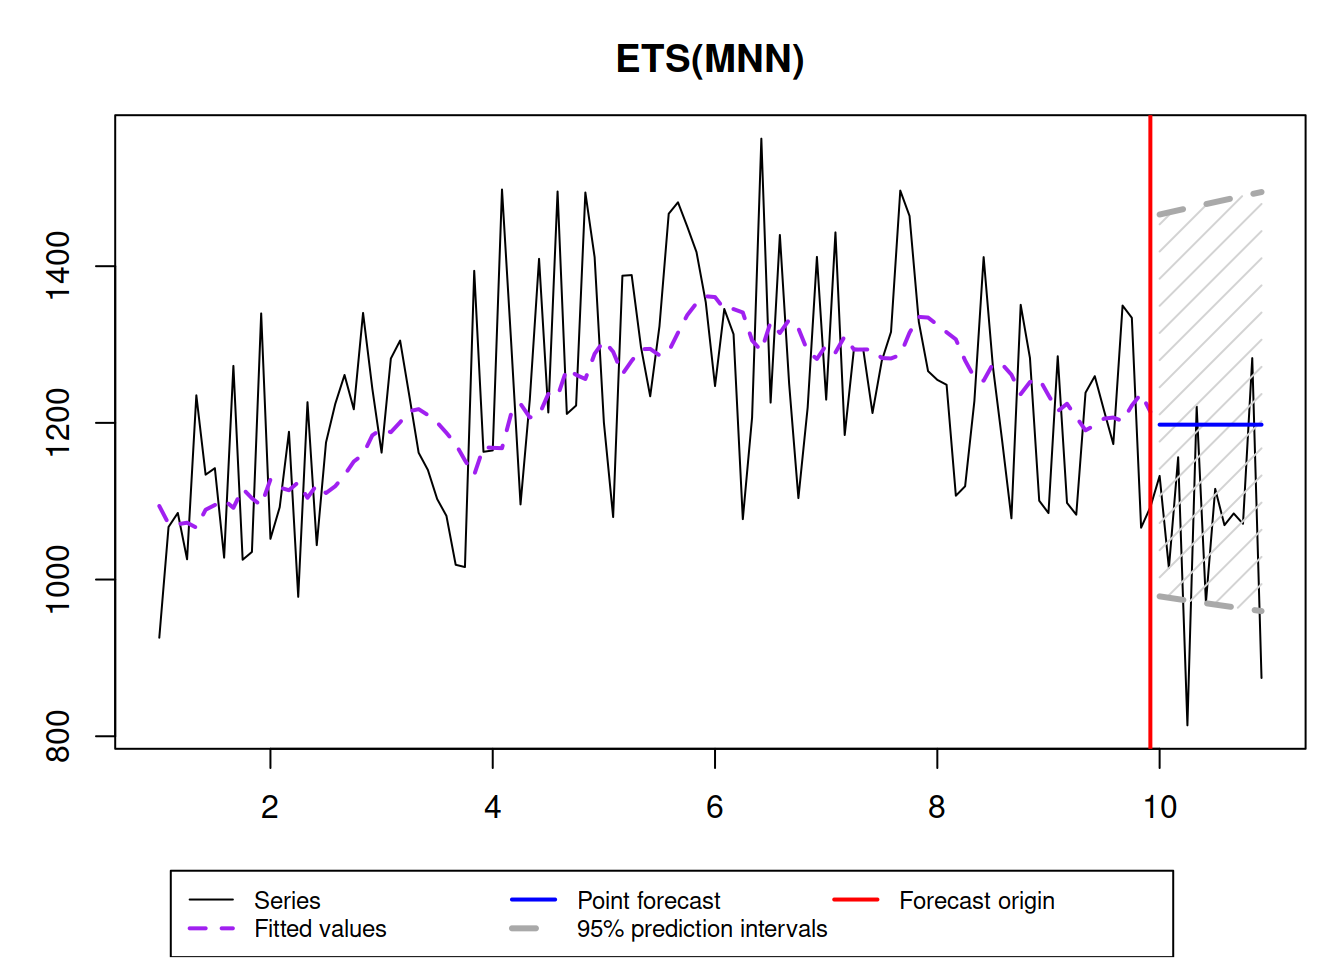 ETS(MNN)
1400
1200
1000
800
2 4 6 8 10
Series Point forecast Forecast origin
Fitted values 95% prediction intervals